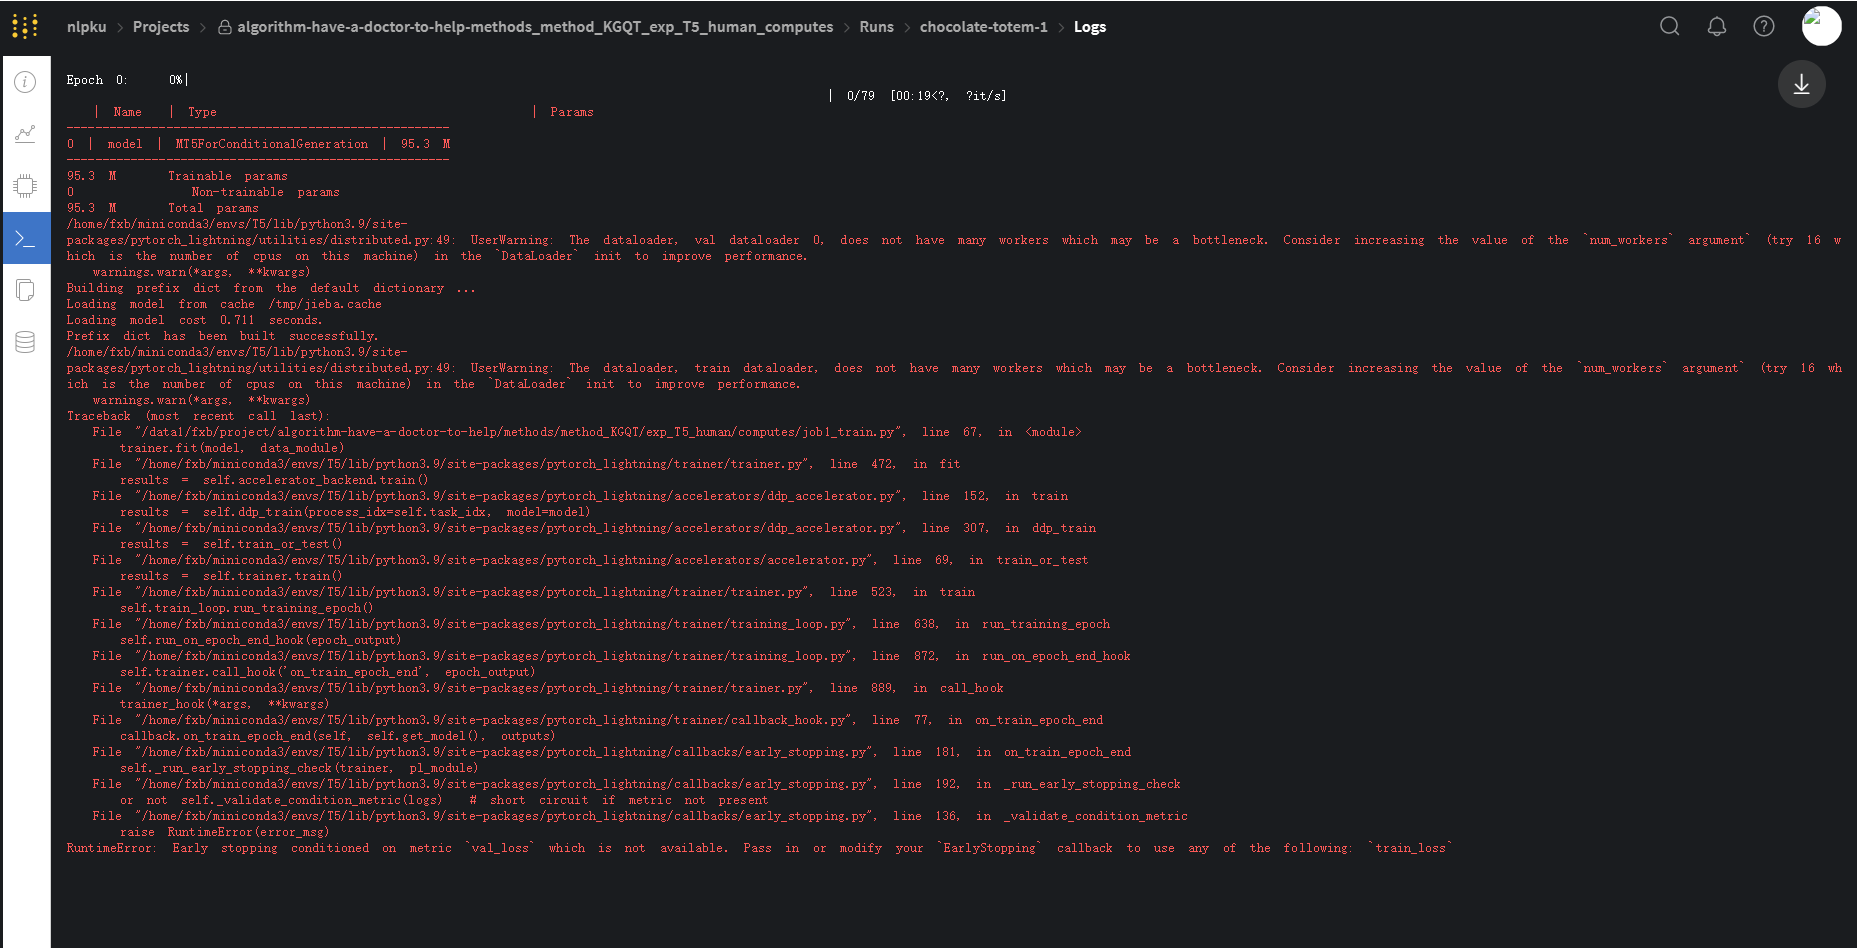 nlpku > Projects > algorithm-have-a-doctor-to-help-methods_method_KGQT_exp_T5_human_computes > Runs > chocolate-totem-1 > Logs
Epoch 0: 0%|
| 0/79 [00:19<?, ?it/s]
| Name | Type | Params
-----------------------------------------------------
0 | model | MT5ForConditionalGeneration | 95.3 M
-----------------------------------------------------
95.3 M Trainable params
0 Non-trainable params
95.3 M Total params
/home/fxb/miniconda3/envs/T5/lib/python3.9/site-
packages/pytorch_lightning/utilities/distributed.py:49: UserWarning: The dataloader, val dataloader 0, does not have many workers which may be a bottleneck. Consider increasing the value of the `num_workers` argument` (try 16 w
hich is the number of cpus on this machine) in the `DataLoader` init to improve performance.
warnings.warn(*args, **kwargs)
Building prefix dict from the default dictionary ...
Loading model from cache /tmp/jieba.cache
Loading model cost 0.711 seconds.
Prefix dict has been built successfully.
/home/fxb/miniconda3/envs/T5/lib/python3.9/site-
packages/pytorch_lightning/utilities/distributed.py:49: UserWarning: The dataloader, train dataloader, does not have many workers which may be a bottleneck. Consider increasing the value of the `num_workers` argument` (try 16 wh
ich is the number of cpus on this machine) in the `DataLoader` init to improve performance.
warnings.warn(*args, **kwargs)
Traceback (most recent call last):
File "/data1/fxb/project/algorithm-have-a-doctor-to-help/methods/method_KGQT/exp_T5_human/computes/job1_train.py", line 67, in <module>
trainer.fit(model, data_module)
File "/home/fxb/miniconda3/envs/T5/lib/python3.9/site-packages/pytorch_lightning/trainer/trainer.py", line 472, in fit
results = self.accelerator_backend.train()
File "/home/fxb/miniconda3/envs/T5/lib/python3.9/site-packages/pytorch_lightning/accelerators/ddp_accelerator.py", line 152, in train
results = self.ddp_train(process_idx=self.task_idx, model=model)
File "/home/fxb/miniconda3/envs/T5/lib/python3.9/site-packages/pytorch_lightning/accelerators/ddp_accelerator.py", line 307, in ddp_train
results = self.train_or_test()
File "/home/fxb/miniconda3/envs/T5/lib/python3.9/site-packages/pytorch_lightning/accelerators/accelerator.py", line 69, in train_or_test
results = self.trainer.train()
File "/home/fxb/miniconda3/envs/T5/lib/python3.9/site-packages/pytorch_lightning/trainer/trainer.py", line 523, in train
self.train_loop.run_training_epoch()
File "/home/fxb/miniconda3/envs/T5/lib/python3.9/site-packages/pytorch_lightning/trainer/training_loop.py", line 638, in run_training_epoch
self.run_on_epoch_end_hook(epoch_output)
File "/home/fxb/miniconda3/envs/T5/lib/python3.9/site-packages/pytorch_lightning/trainer/training_loop.py", line 872, in run_on_epoch_end_hook
self.trainer.call_hook('on_train_epoch_end', epoch_output)
File "/home/fxb/miniconda3/envs/T5/lib/python3.9/site-packages/pytorch_lightning/trainer/trainer.py", line 889, in call_hook
trainer_hook(*args, **kwargs)
File "/home/fxb/miniconda3/envs/T5/lib/python3.9/site-packages/pytorch_lightning/trainer/callback_hook.py", line 77, in on_train_epoch_end
callback.on_train_epoch_end(self, self.get_model(), outputs)
File "/home/fxb/miniconda3/envs/T5/lib/python3.9/site-packages/pytorch_lightning/callbacks/early_stopping.py", line 181, in on_train_epoch_end
self._run_early_stopping_check(trainer, pl_module)
File "/home/fxb/miniconda3/envs/T5/lib/python3.9/site-packages/pytorch_lightning/callbacks/early_stopping.py", line 192, in _run_early_stopping_check
or not self._validate_condition_metric(logs) # short circuit if metric not present
File "/home/fxb/miniconda3/envs/T5/lib/python3.9/site-packages/pytorch_lightning/callbacks/early_stopping.py", line 136, in _validate_condition_metric
raise RuntimeError(error_msg)
RuntimeError: Early stopping conditioned on metric `val_loss` which is not available. Pass in or modify your `EarlyStopping` callback to use any of the following: `train_loss`